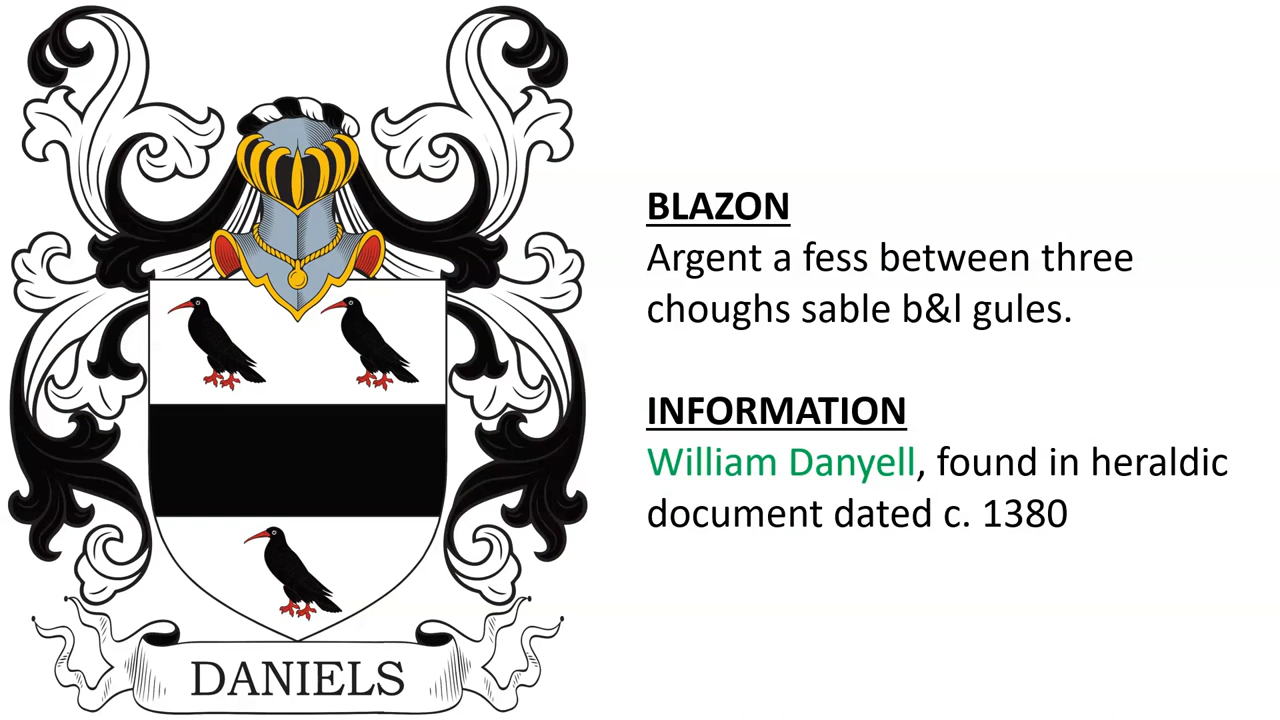 BLAZON
Argent a fess between three
choughs sable b&l gules.
INFORMATION
William Danyell, found in heraldic
document dated c. 1380
DANIELS